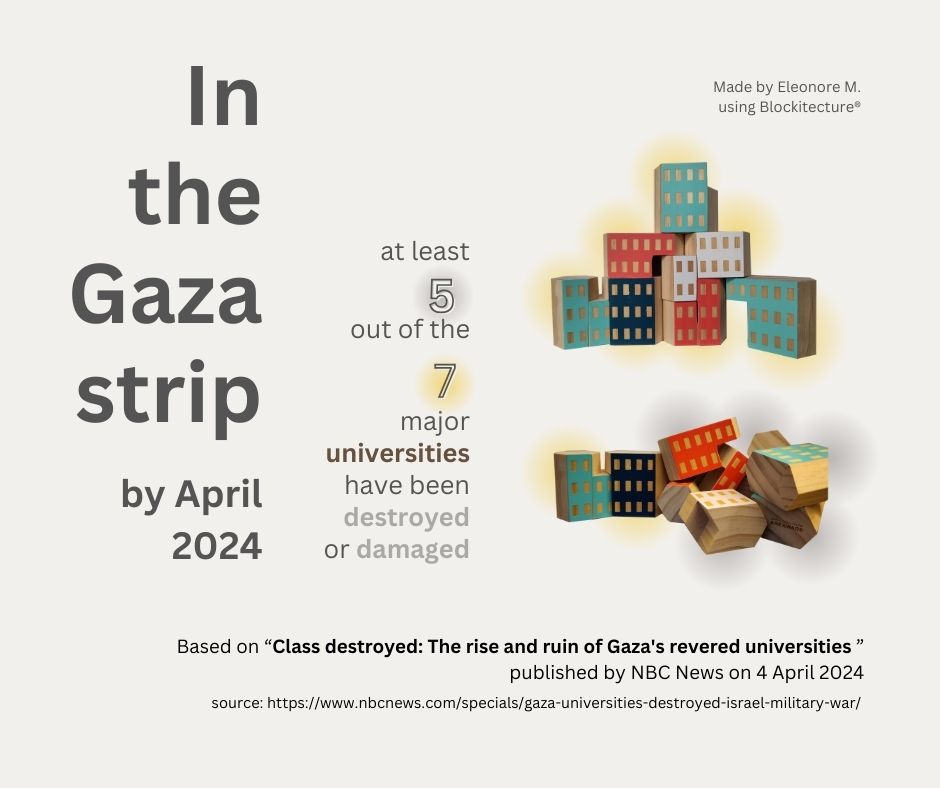 In
the
Gaza
strip
by April
2024
at least
5
out of the
7
major
universities
have been
destroyed
or damaged
Made by Eleonore M.
using Blockitecture®
Based on “Class destroyed: The rise and ruin of Gaza's revered universities ”
published by NBC News on 4 April 2024
source: https://www.nbcnews.com/specials/gaza-universities-destroyed-israel-military-war/